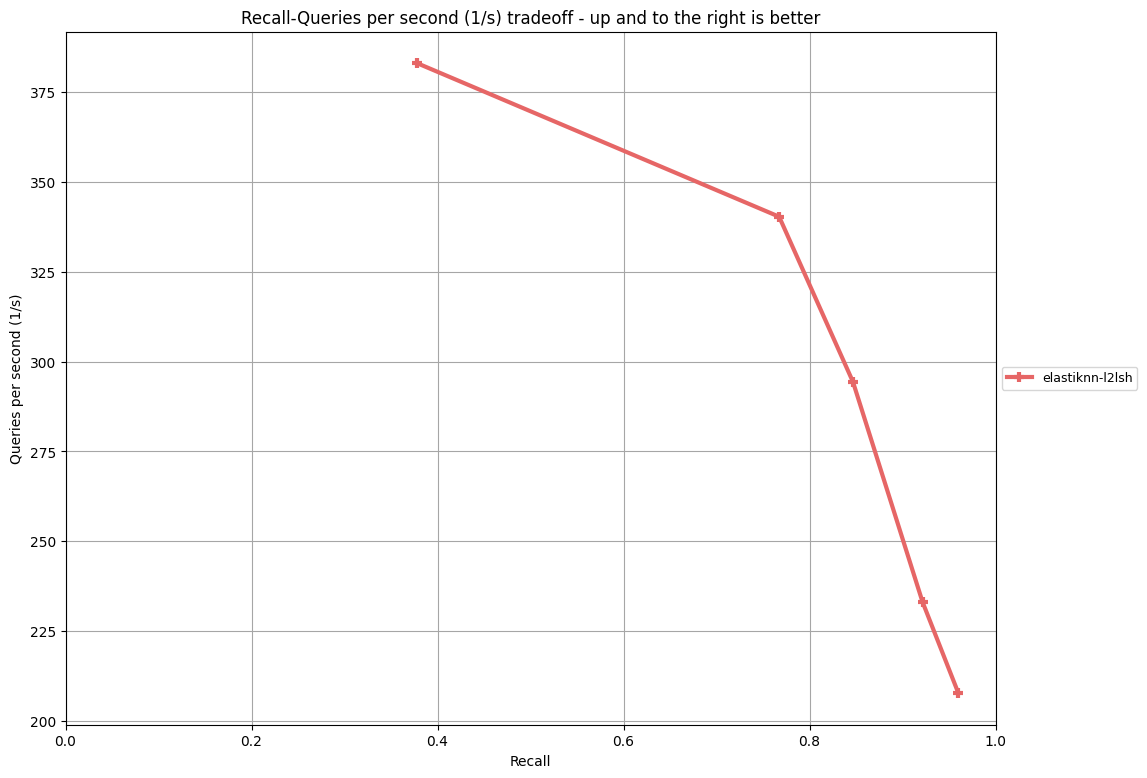 Recall-Queries per second (1/s) tradeoff - up and to the right is better
Queries per second (1/s)
375
350
325
300
275
250
225
200
0.0 0.2 0.4 0.6 0.8 1.0
Recall
elastiknn-l2lsh